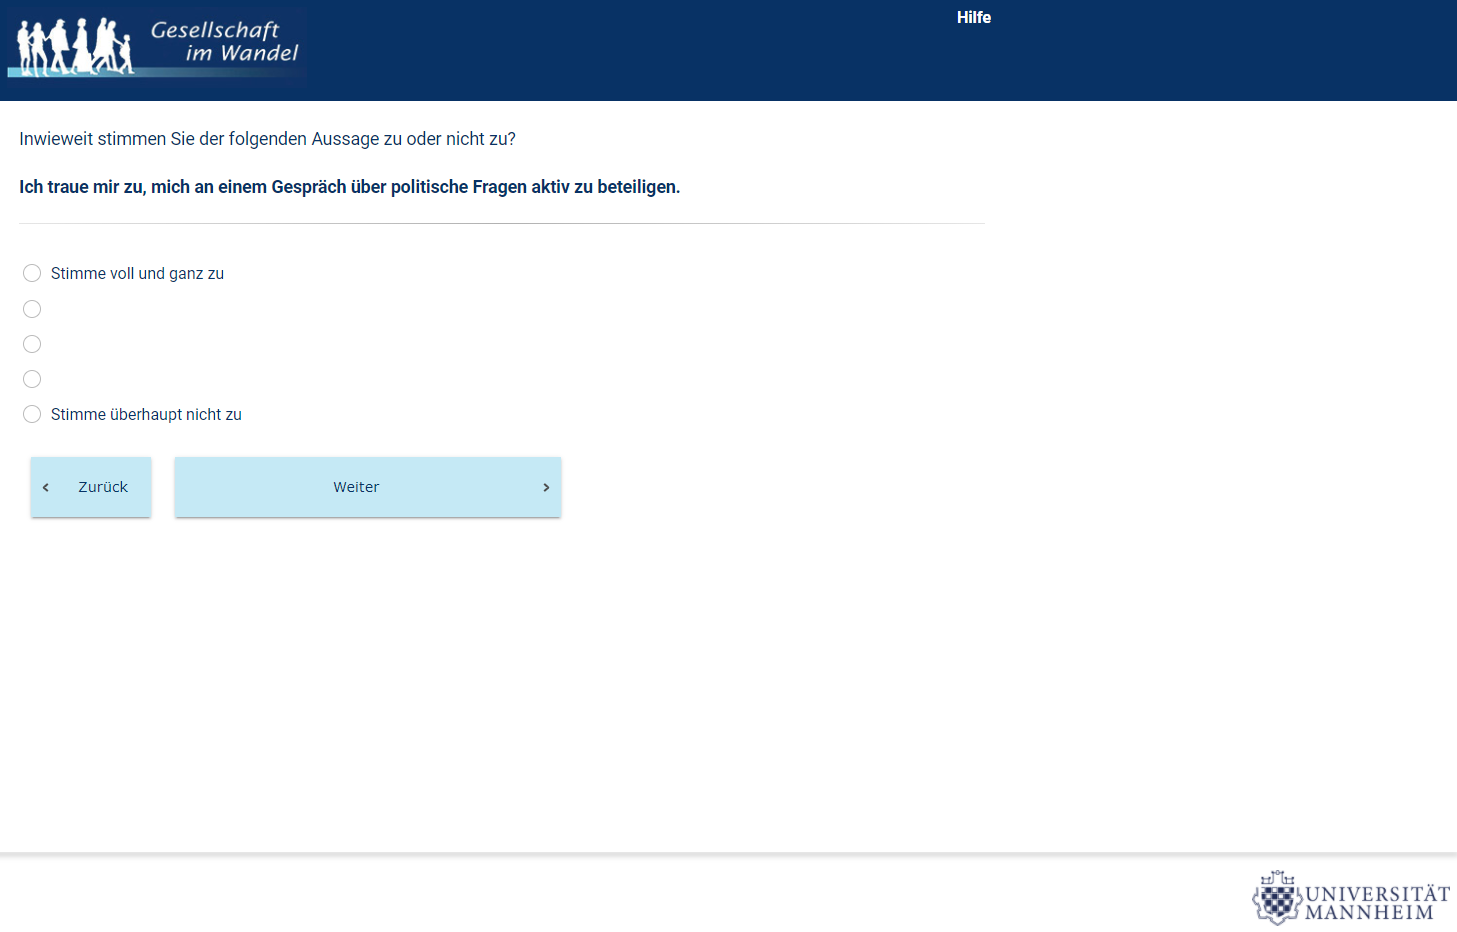 Gesellschaft
im Wandel
Hilfe
Inwieweit stimmen Sie der folgenden Aussage zu oder nicht zu?
Ich traue mir zu, mich an einem Gespräch über politische Fragen aktiv zu beteiligen.
Stimme voll und ganz zu
Stimme überhaupt nicht zu
Zurück
Weiter
UNIVERSITÄT
MANNHEIM